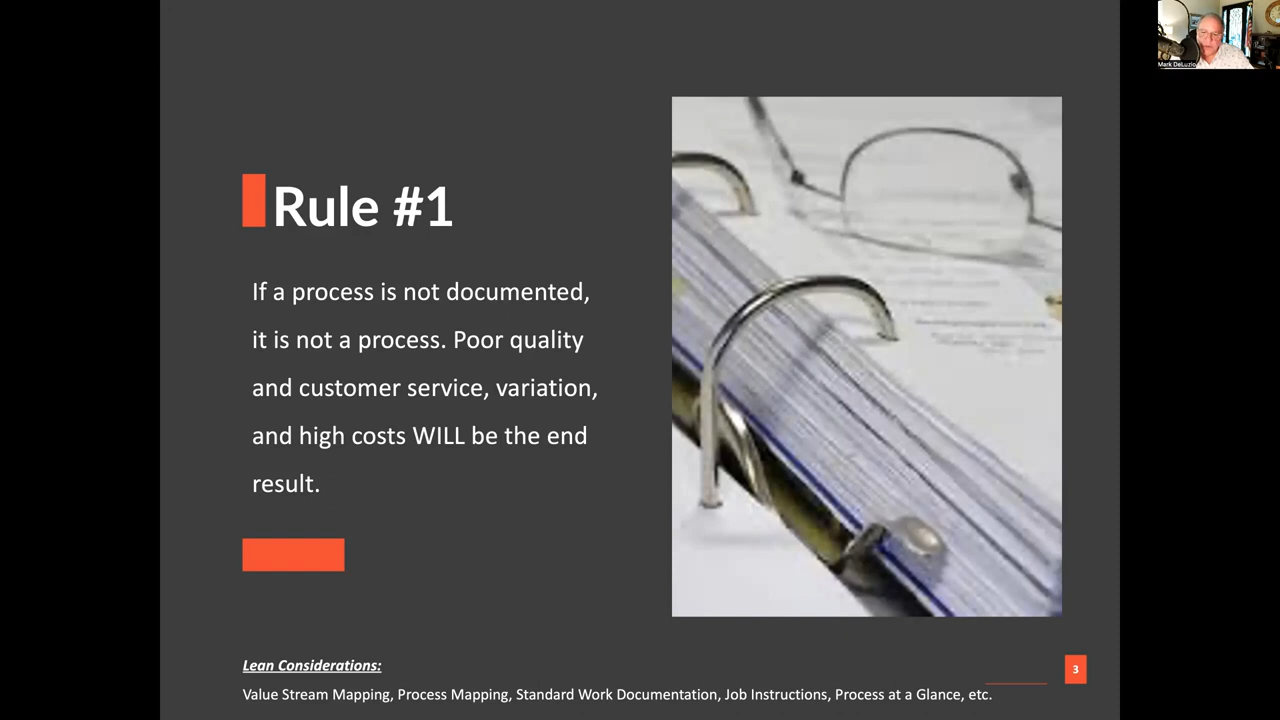 Rule #1
If a process is not documented,
it is not a process. Poor quality
and customer service, variation,
and high costs WILL be the end
result.
Lean Considerations:
Value Stream Mapping, Process Mapping, Standard Work Documentation, Job Instructions, Process at a Glance, etc.
3
Mark DeLuzio